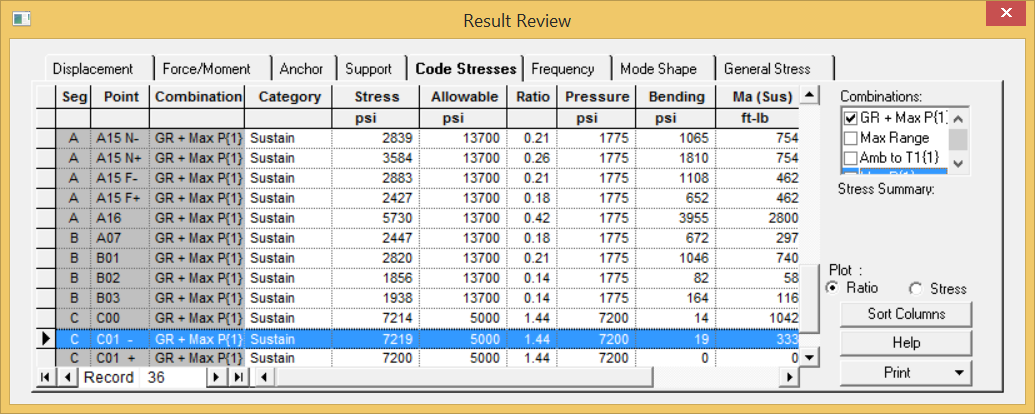 Result Review
Displacement Force/Moment Anchor Support Code Stresses Frequency Mode Shape General Stress
Seg Point Combination Category Stress Allowable Ratio Pressure Bending Ma (Sus)
psi psi psi psi ft-lb
A A15 N- GR + Max P{1} Sustain 2839 13700 0.21 1775 1065 754
A A15 N+ GR + Max P{1} Sustain 3584 13700 0.26 1775 1810 754
A A15 F- GR + Max P{1} Sustain 2883 13700 0.21 1775 1108 462
A A15 F+ GR + Max P{1} Sustain 2427 13700 0.18 1775 652 462
A A16 GR + Max P{1} Sustain 5730 13700 0.42 1775 3955 2800
B A07 GR + Max P{1} Sustain 2447 13700 0.18 1775 672 297
B B01 GR + Max P{1} Sustain 2820 13700 0.21 1775 1046 740
B B02 GR + Max P{1} Sustain 1856 13700 0.14 1775 82 58
B B03 GR + Max P{1} Sustain 1938 13700 0.14 1775 164 116
C C00 GR + Max P{1} Sustain 7214 5000 1.44 7200 14 1042
C C01 - GR + Max P{1} Sustain 7219 5000 1.44 7200 19 333
C C01 + GR + Max P{1} Sustain 7200 5000 1.44 7200 0 0
Record 36
Combinations:
GR + Max P{1}
Max Range
Amb to T1{1}
Stress Summary:
Plot :
Ratio Stress
Sort Columns
Help
Print